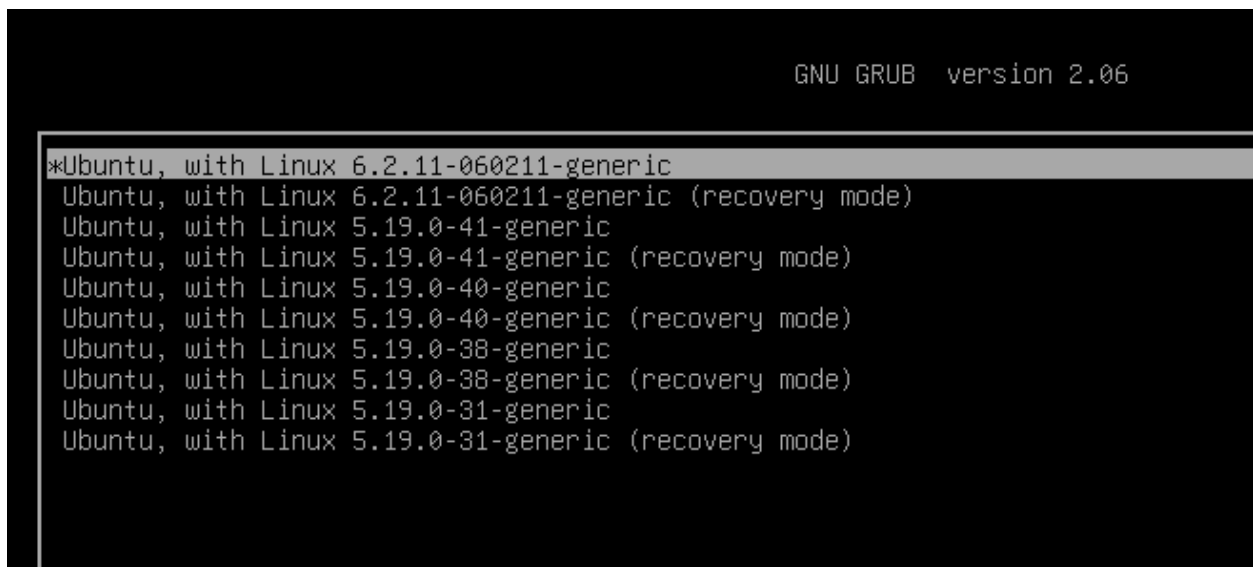 GNU GRUB  version 2.06
*Ubuntu, with Linux 6.2.11-060211-generic
Ubuntu, with Linux 6.2.11-060211-generic (recovery mode)
Ubuntu, with Linux 5.19.0-41-generic
Ubuntu, with Linux 5.19.0-41-generic (recovery mode)
Ubuntu, with Linux 5.19.0-40-generic
Ubuntu, with Linux 5.19.0-40-generic (recovery mode)
Ubuntu, with Linux 5.19.0-38-generic
Ubuntu, with Linux 5.19.0-38-generic (recovery mode)
Ubuntu, with Linux 5.19.0-31-generic
Ubuntu, with Linux 5.19.0-31-generic (recovery mode)